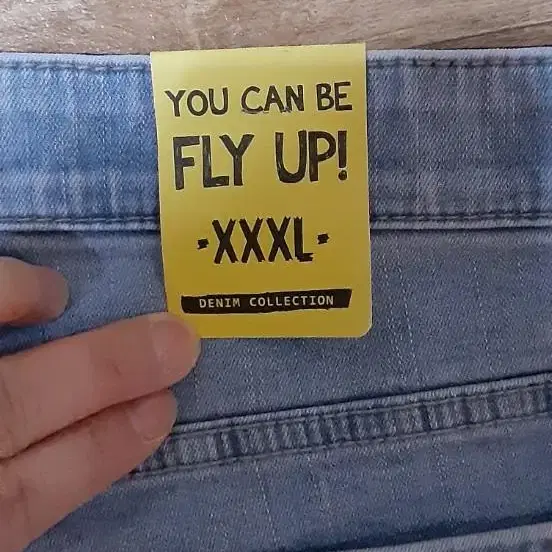 YOU CAN BE
FLY UP!
·XXXL·
DENIM COLLECTION